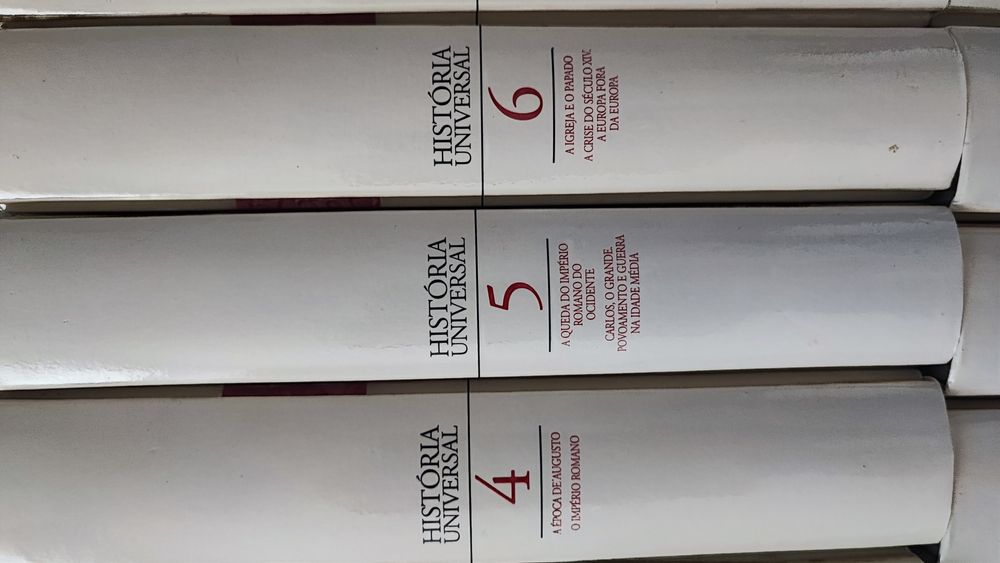 HISTÓRIA
UNIVERSAL
6
A IGREJA E O PAPADO
A CRISE DO SÉCULO XIV.
A EUROPA FORA
DA EUROPA
HISTÓRIA
UNIVERSAL
5
A QUEDA DO IMPÉRIO
ROMANO DO
OCIDENTE
CARLOS, O GRANDE.
POVOAMENTO E GUERRA
NA IDADE MÉDIA
HISTÓRIA
UNIVERSAL
4
A ÉPOCA DE AUGUSTO
O IMPÉRIO ROMANO